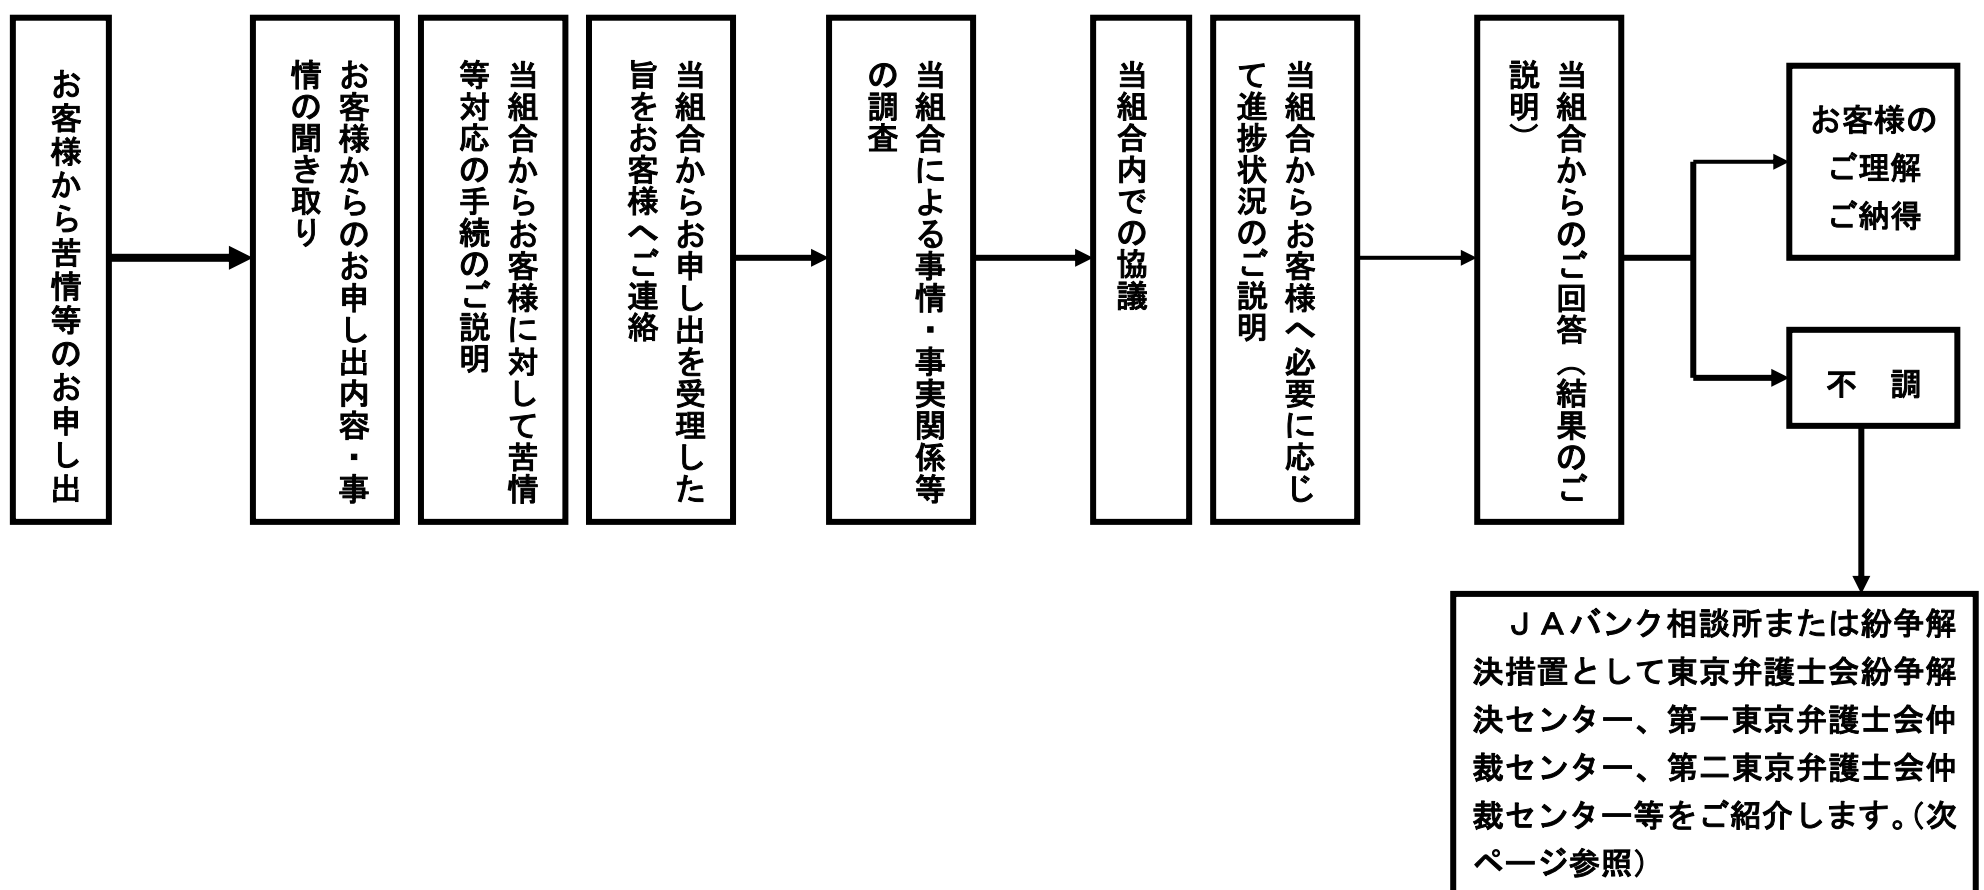 お客様から苦情等のお申し出
お客様からのお申し出内容・事
情の聞き取り
当組合からお客様に対して苦情
等対応の手続のご説明
当組合からお申し出を受理した
旨をお客様へご連絡
当組合による事情・事実関係等
の調査
当組合内での協議
当組合からお客様へ必要に応じ
て進捗状況のご説明
当組合からのご回答（結果のご
説明）
お客様の
ご理解
ご納得
不　調
ＪＡバンク相談所または紛争解
決措置として東京弁護士会紛争解
決センター、第一東京弁護士会仲
裁センター、第二東京弁護士会仲
裁センター等をご紹介します。（次
ページ参照）